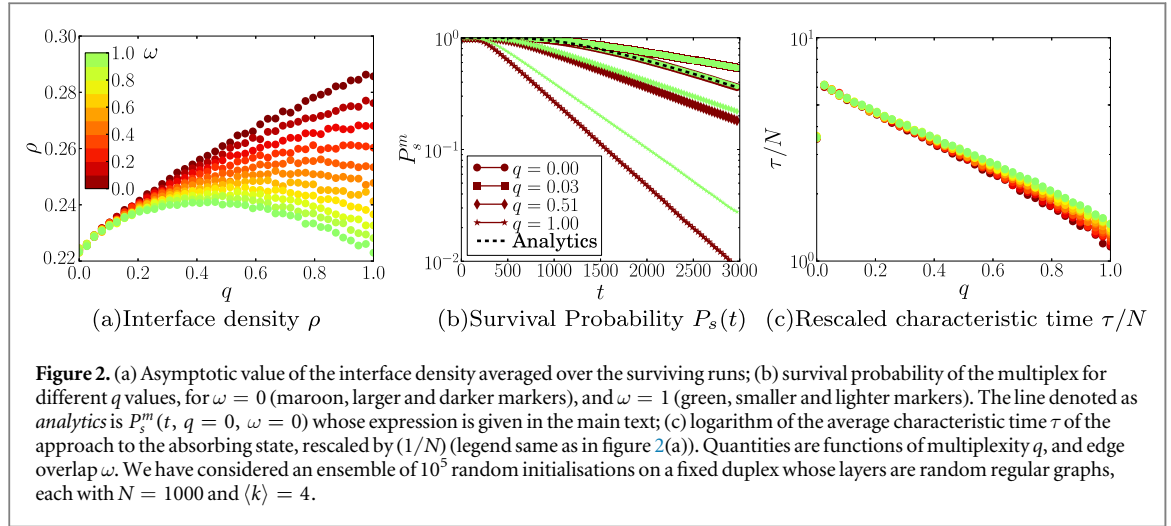 0.30
0.28
0.26
0.24
0.22
ρ
1.0 ω
0.8
0.6
0.4
0.2
0.0
0.0 0.2 0.4 0.6 0.8 1.0
q
(a)Interface density ρ
10^0
10^{-1}
10^{-2}
P_s^m
q = 0.00
q = 0.03
q = 0.51
q = 1.00
Analytics
0 500 1000 1500 2000 2500 3000
t
(b)Survival Probability P_s(t)
10^1
10^0
τ/N
0.0 0.2 0.4 0.6 0.8 1.0
q
(c)Rescaled characteristic time τ/N
Figure 2. (a) Asymptotic value of the interface density averaged over the surviving runs; (b) survival probability of the multiplex for
different q values, for ω = 0 (maroon, larger and darker markers), and ω = 1 (green, smaller and lighter markers). The line denoted as
analytics is P_s^m(t, q = 0, ω = 0) whose expression is given in the main text; (c) logarithm of the average characteristic time τ of the
approach to the absorbing state, rescaled by (1/N) (legend same as in figure 2(a)). Quantities are functions of multiplexity q, and edge
overlap ω. We have considered an ensemble of 10^5 random initialisations on a fixed duplex whose layers are random regular graphs,
each with N = 1000 and ⟨k⟩ = 4.